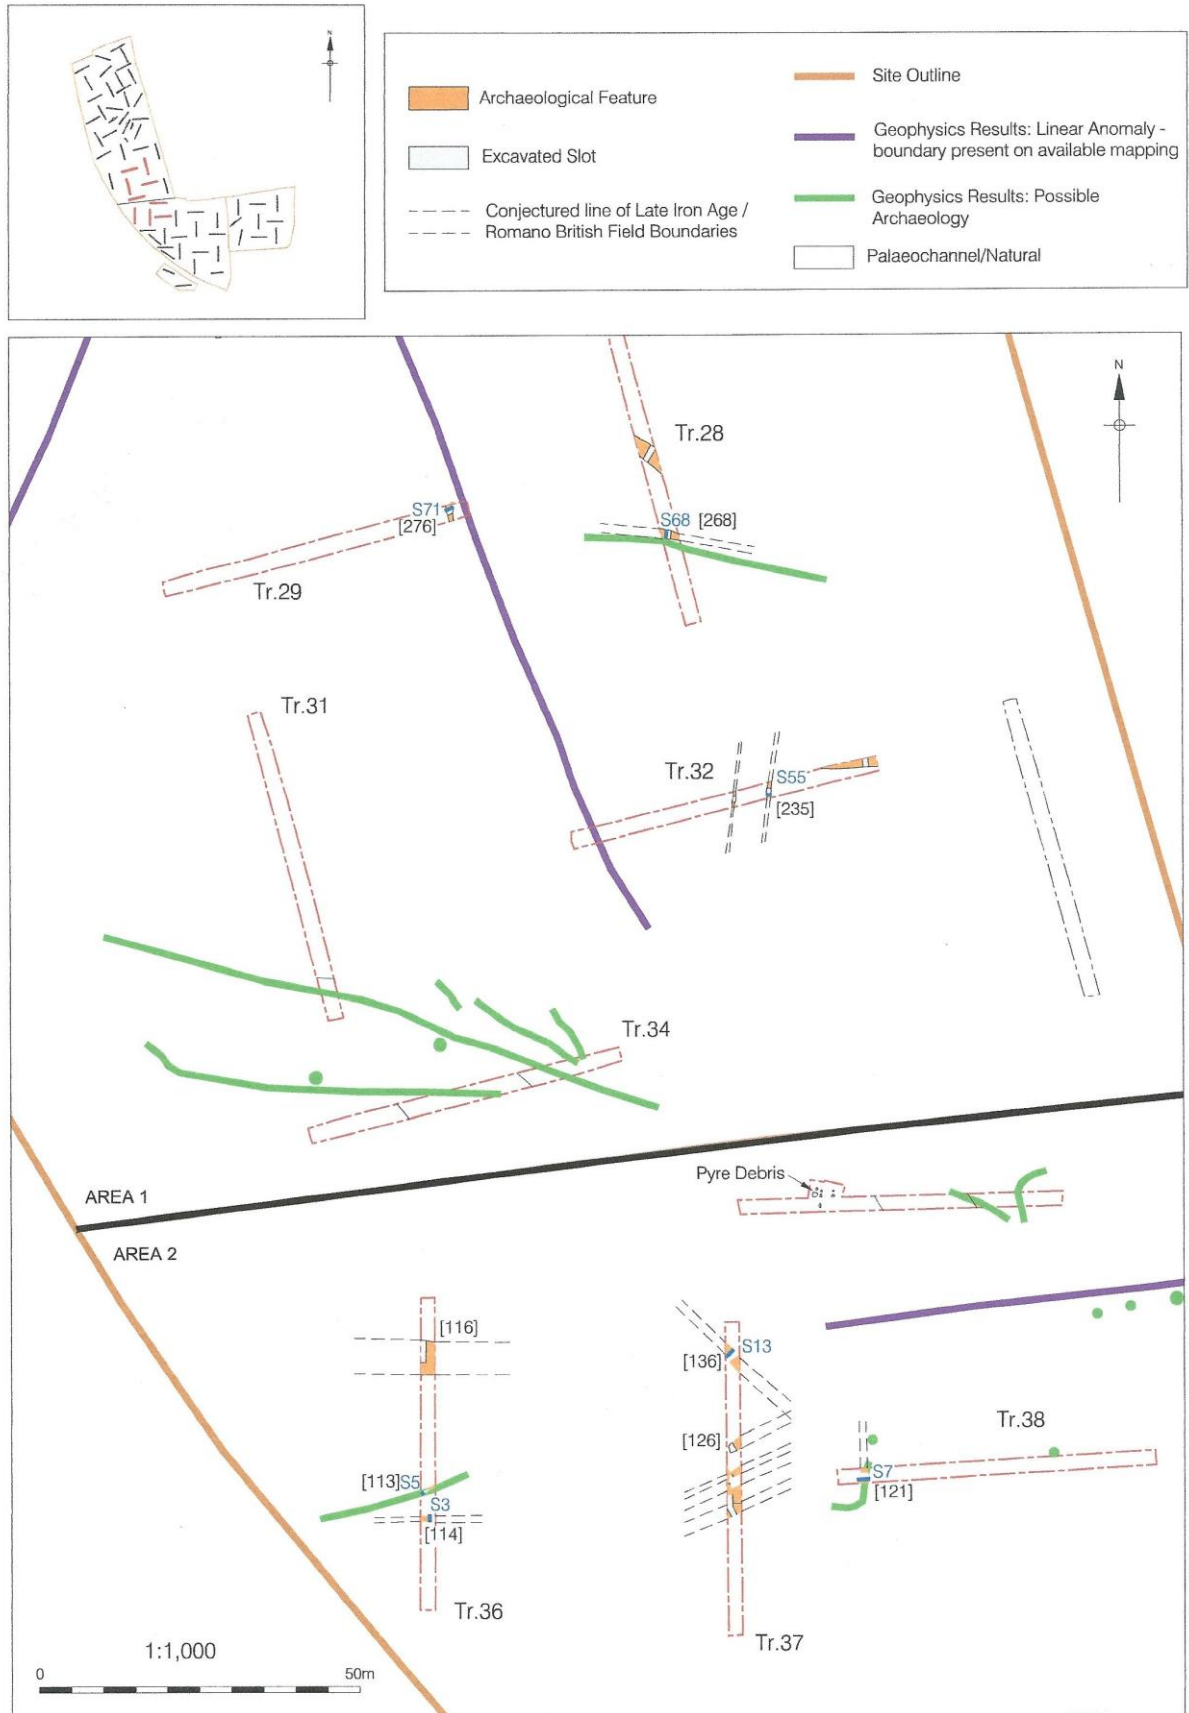 N
Archaeological Feature
Excavated Slot
Conjectured line of Late Iron Age /
Romano British Field Boundaries
Site Outline
Geophysics Results: Linear Anomaly -
boundary present on available mapping
Geophysics Results: Possible
Archaeology
Palaeochannel/Natural
N
Tr.28
S71
[276]
S68 [268]
Tr.29
Tr.31
Tr.32
S55
[235]
Tr.34
Pyre Debris
AREA 1
AREA 2
[116]
S13
[136]
[126]
Tr.38
S7
[121]
[113]S5
S3
[114]
Tr.36
Tr.37
1:1,000
0 50m